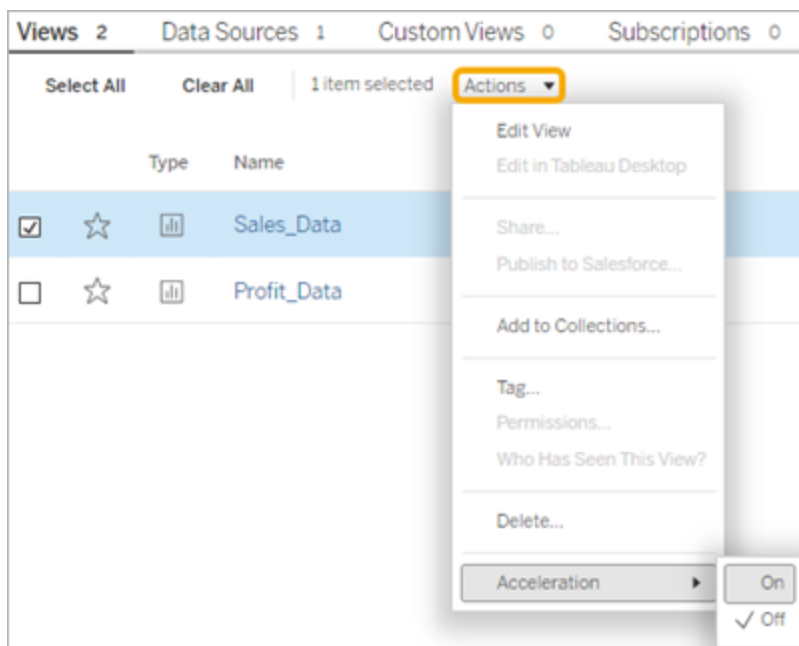 Views 2 Data Sources 1 Custom Views 0 Subscriptions 0
Select All Clear All 1 item selected Actions
Edit View
Edit in Tableau Desktop
Type Name
Sales_Data
Share...
Publish to Salesforce...
Profit_Data
Add to Collections...
Tag...
Permissions...
Who Has Seen This View?
Delete...
Acceleration On
Off